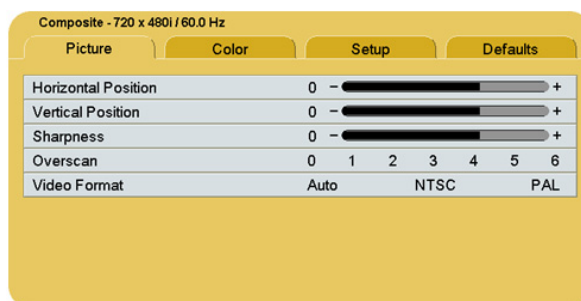 Composite - 720 x 480i / 60.0 Hz
Picture Color Setup Defaults
Horizontal Position 0 - +
Vertical Position 0 - +
Sharpness 0 - +
Overscan 0 1 2 3 4 5 6
Video Format Auto NTSC PAL